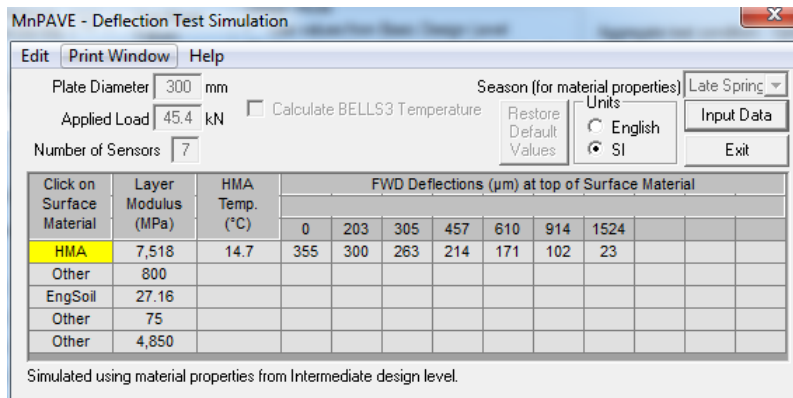 MnPAVE - Deflection Test Simulation
Edit Print Window Help
Plate Diameter 300 mm
Season (for material properties) Late Spring
Applied Load 45.4 kN
Calculate BELLS3 Temperature
Restore Default Values
Units
English
SI
Input Data
Exit
Number of Sensors 7
Click on Surface Material Layer Modulus (MPa) HMA Temp. (°C) FWD Deflections (µm) at top of Surface Material
0 203 305 457 610 914 1524
HMA 7,518 14.7 355 300 263 214 171 102 23
Other 800
EngSoil 27.16
Other 75
Other 4,850
Simulated using material properties from Intermediate design level.